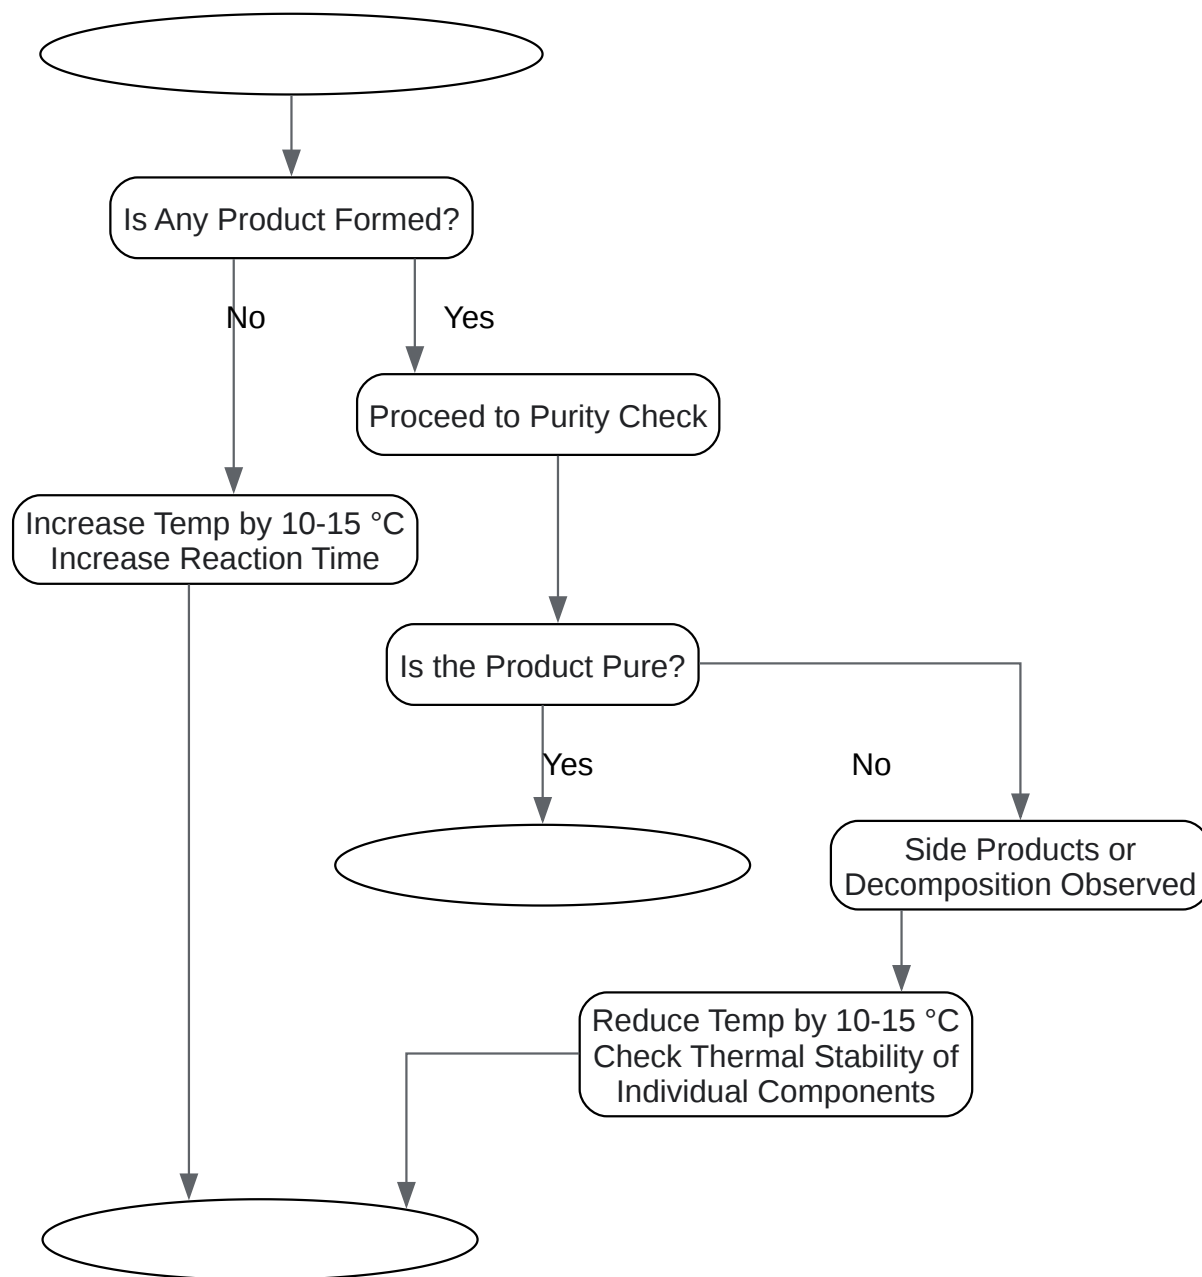 Is Any Product Formed?
No
Yes
Proceed to Purity Check
Increase Temp by 10-15 °C
Increase Reaction Time
Is the Product Pure?
Yes
No
Side Products or
Decomposition Observed
Reduce Temp by 10-15 °C
Check Thermal Stability of
Individual Components